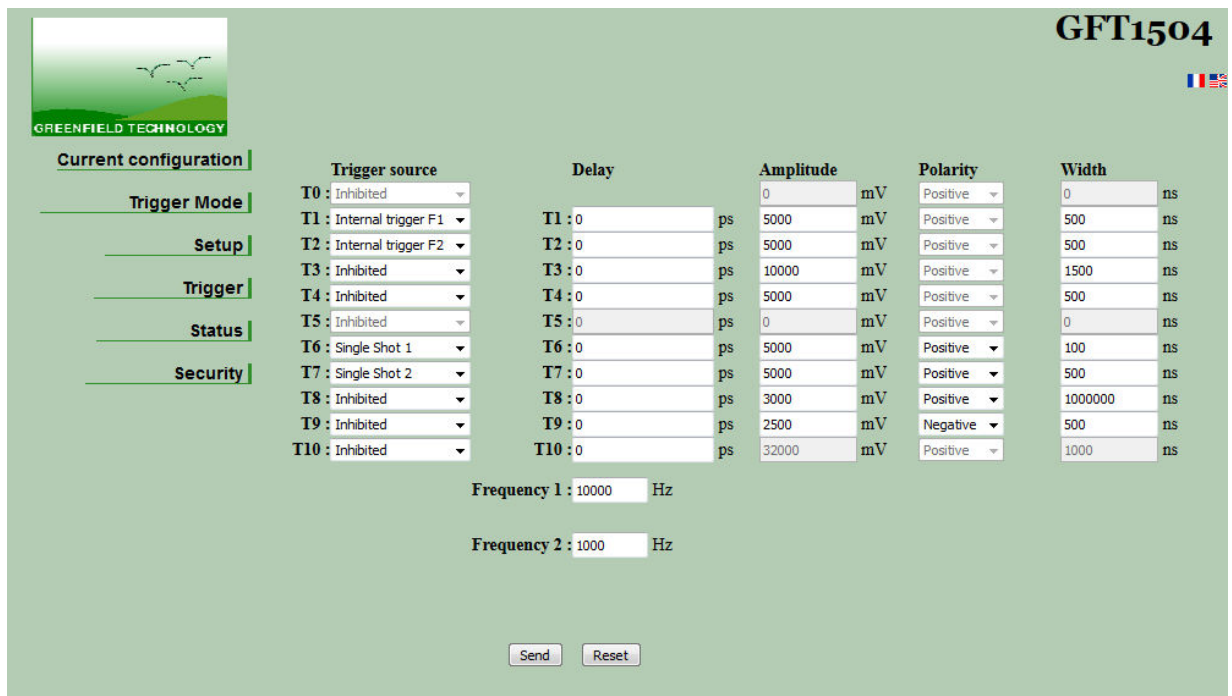 GFT1504
GREENFIELD TECHNOLOGY
Current configuration
Trigger Mode
Setup
Trigger
Status
Security
Trigger source Delay Amplitude Polarity Width
T0 : Inhibited 0 mV Positive 0 ns
T1 : Internal trigger F1 T1 : 0 ps 5000 mV Positive 500 ns
T2 : Internal trigger F2 T2 : 0 ps 5000 mV Positive 500 ns
T3 : Inhibited T3 : 0 ps 10000 mV Positive 1500 ns
T4 : Inhibited T4 : 0 ps 5000 mV Positive 500 ns
T5 : Inhibited T5 : 0 ps 0 mV Positive 0 ns
T6 : Single Shot 1 T6 : 0 ps 5000 mV Positive 100 ns
T7 : Single Shot 2 T7 : 0 ps 5000 mV Positive 500 ns
T8 : Inhibited T8 : 0 ps 3000 mV Positive 1000000 ns
T9 : Inhibited T9 : 0 ps 2500 mV Negative 500 ns
T10 : Inhibited T10 : 0 ps 32000 mV Positive 1000 ns
Frequency 1 : 10000 Hz
Frequency 2 : 1000 Hz
Send Reset